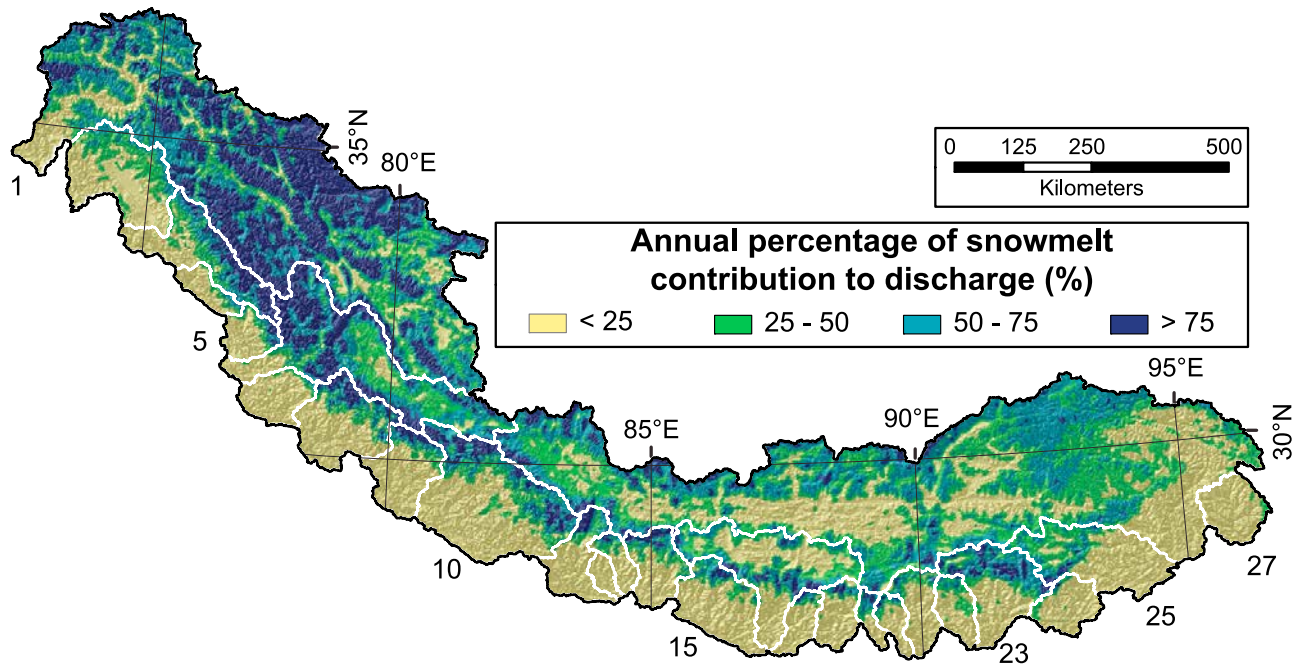 35°N
80°E
1
0 125 250 500
Kilometers
Annual percentage of snowmelt
contribution to discharge (%)
< 25 25 - 50 50 - 75 > 75
5
95°E
90°E
85°E
30°N
10
27
25
15
23